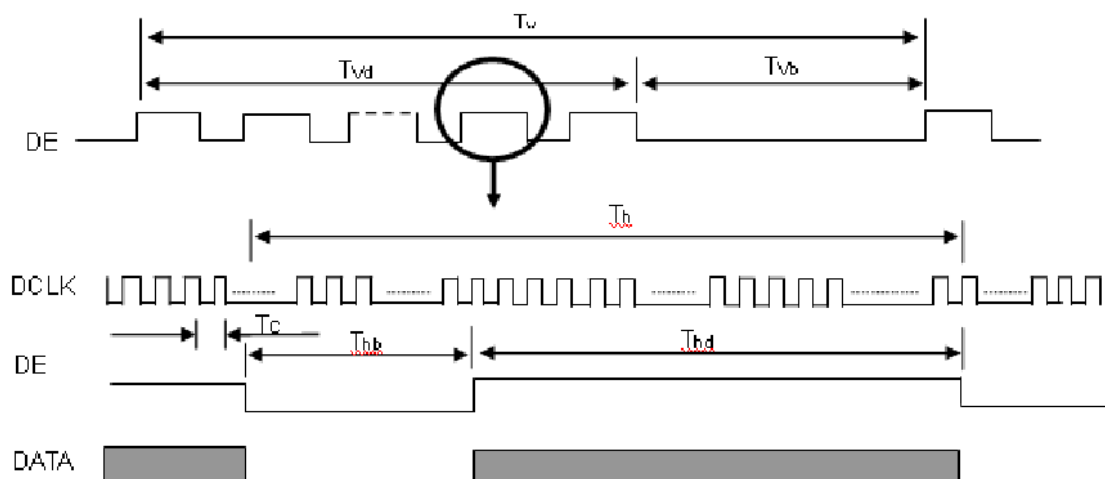 Tv
TVd
TVb
DE
Th
DCLK
TC
Thb
Thd
DE
DATA